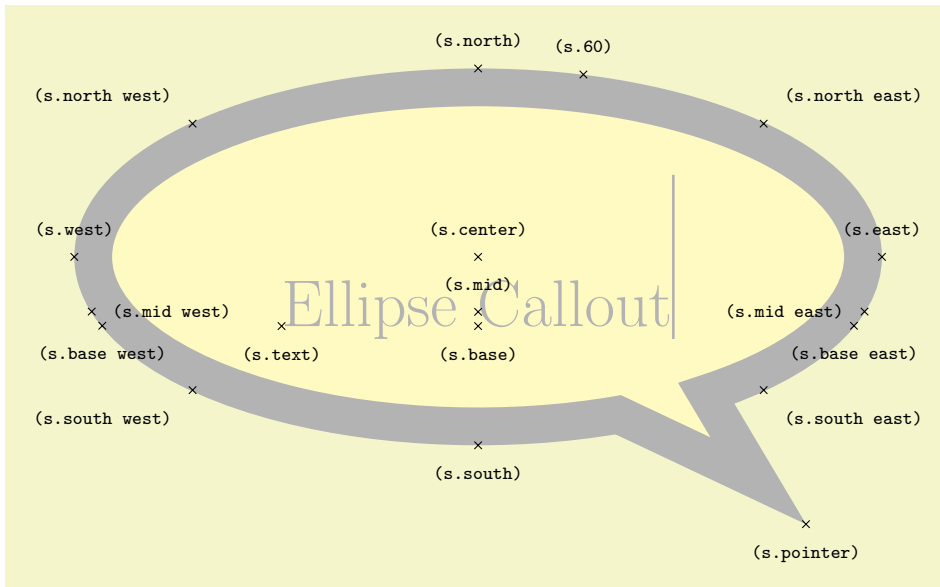 (s.north)
(s.60)
(s.north west)
(s.north east)
(s.west)
(s.center)
(s.east)
(s.mid)
Ellipse Callout
(s.mid west)
(s.mid east)
(s.base west)
(s.text)
(s.base)
(s.base east)
(s.south west)
(s.south east)
(s.south)
(s.pointer)